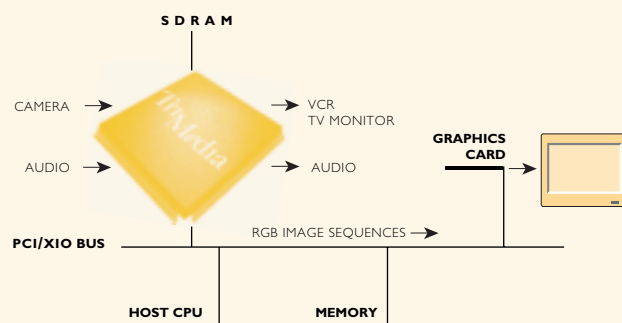 SDRAM
CAMERA
VCR
TV MONITOR
TriMedia
GRAPHICS
CARD
AUDIO
AUDIO
RGB IMAGE SEQUENCES
PCI/XIO BUS
HOST CPU
MEMORY